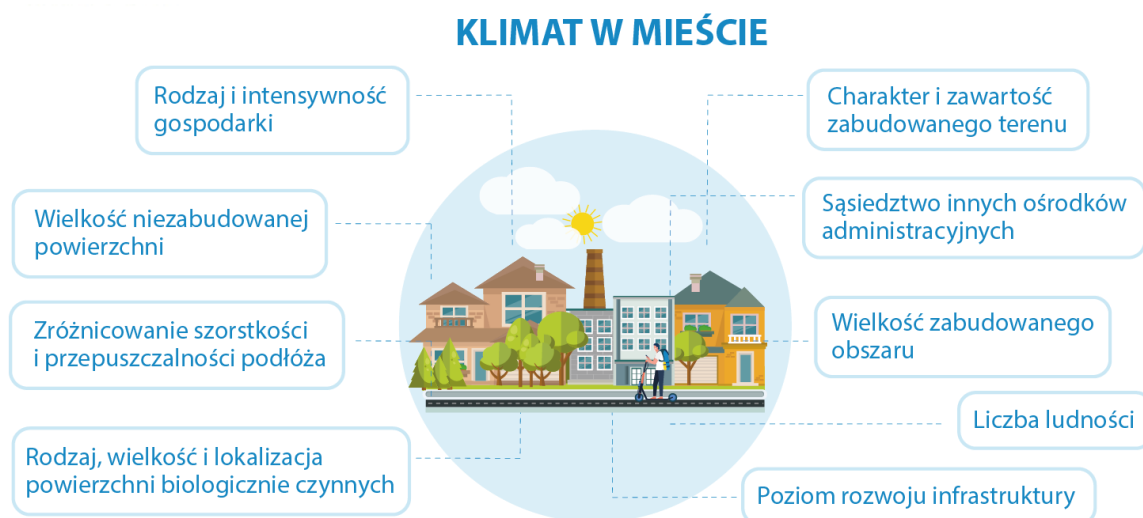 KLIMAT W MIEŚCIE
Rodzaj i intensywność
gospodarki
Charakter i zawartość
zabudowanego terenu
Wielkość niezabudowanej
powierzchni
Sąsiedztwo innych ośrodków
administracyjnych
Zróżnicowanie szorstkości
i przepuszczalności podłóża
Wielkość zabudowanego
obszaru
Liczba ludności
Rodzaj, wielkość i lokalizacja
powierzchni biologicznie czynnych
Poziom rozwoju infrastruktury